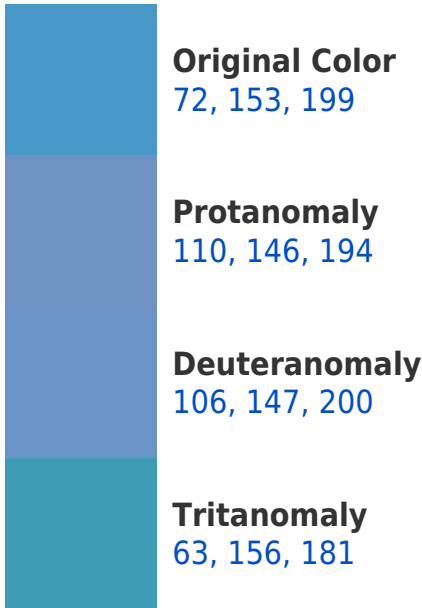 Original Color
72, 153, 199
Protanomaly
110, 146, 194
Deuteranomaly
106, 147, 200
Tritanomaly
63, 156, 181